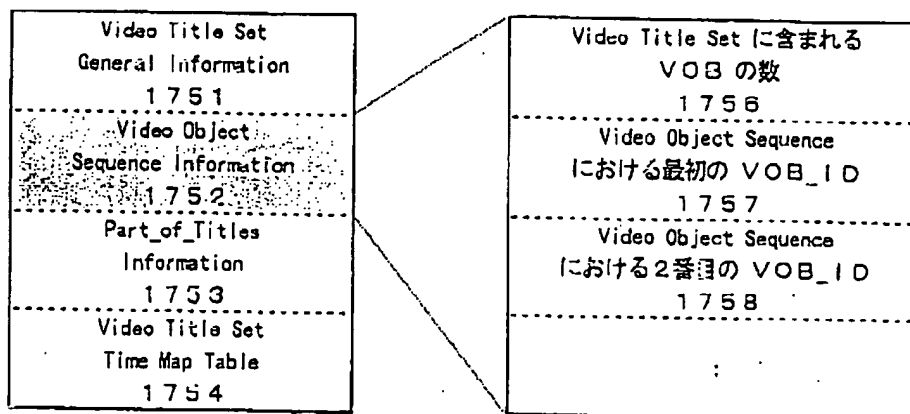 Video Title Set
General Information
1751
Video Object
Sequence Information
1752
Part_of_Titles
Information
1753
Video Title Set
Time Map Table
1754
Video Title Set に含まれる
VOB の数
1756
Video Object Sequence
における最初の VOB_ID
1757
Video Object Sequence
における2番目の VOB_ID
1758
: